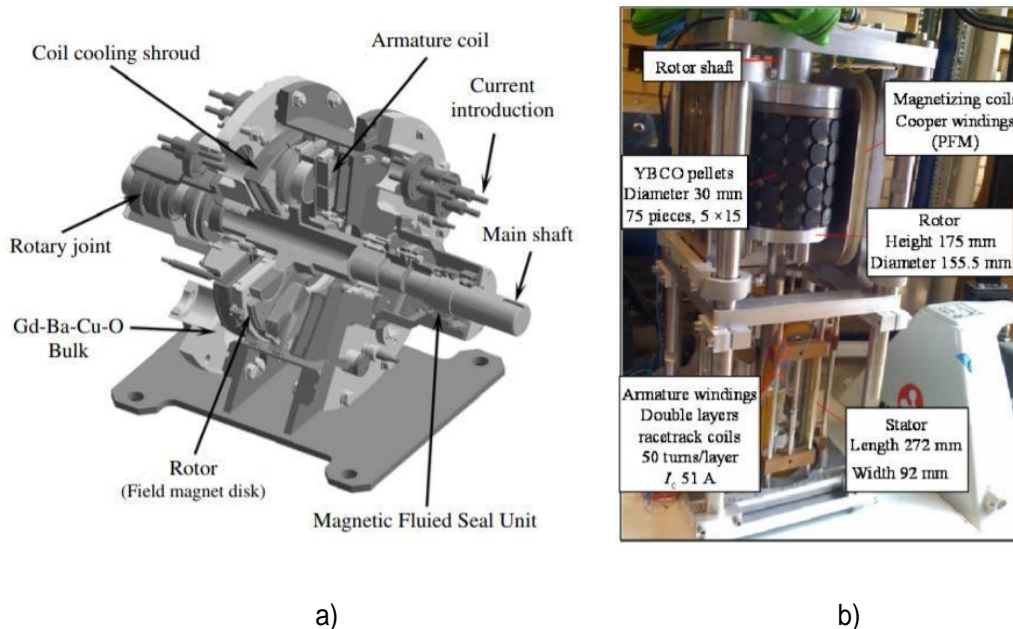 Coil cooling shroud
Armature coil
Current
introduction
Rotary joint
Main shaft
Gd-Ba-Cu-O
Bulk
Rotor
(Field magnet disk)
Magnetic Fluied Seal Unit
a)
Rotor shaft
Magnetizing coils
Cooper windings
(PFM)
YBCO pellets
Diameter 30 mm
75 pieces, 5 ×15
Rotor
Height 175 mm
Diameter 155.5 mm
Armature windings
Double layers
racetrack coils
50 turns/layer
Ic 51 A
Stator
Length 272 mm
Width 92 mm
b)